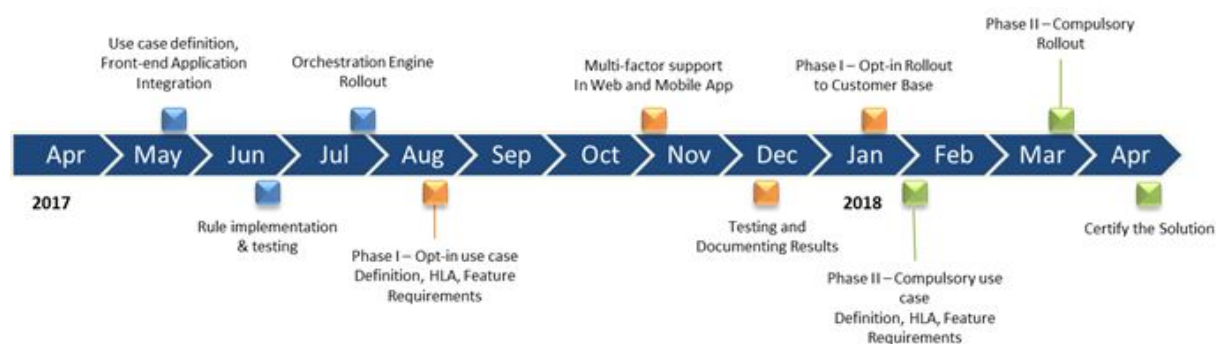 Use case definition,
Front-end Application
Integration
Orchestration Engine
Rollout
Multi-factor support
In Web and Mobile App
Phase I – Opt-in Rollout
to Customer Base
Phase II – Compulsory
Rollout
Apr May Jun Jul Aug Sep Oct Nov Dec Jan Feb Mar Apr
2017
2018
Rule implementation
& testing
Phase I – Opt-in use case
Definition, HLA, Feature
Requirements
Testing and
Documenting Results
Phase II – Compulsory use
case
Definition, HLA, Feature
Requirements
Certify the Solution